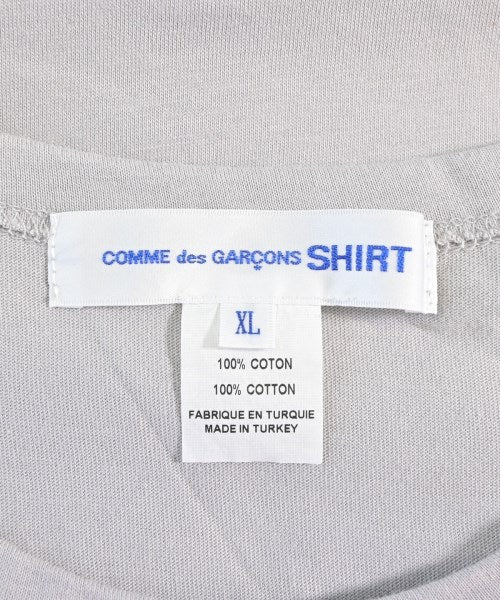 COMME des GARÇONS SHIRT
XL
100% COTON
100% COTTON
FABRIQUE EN TURQUIE
MADE IN TURKEY